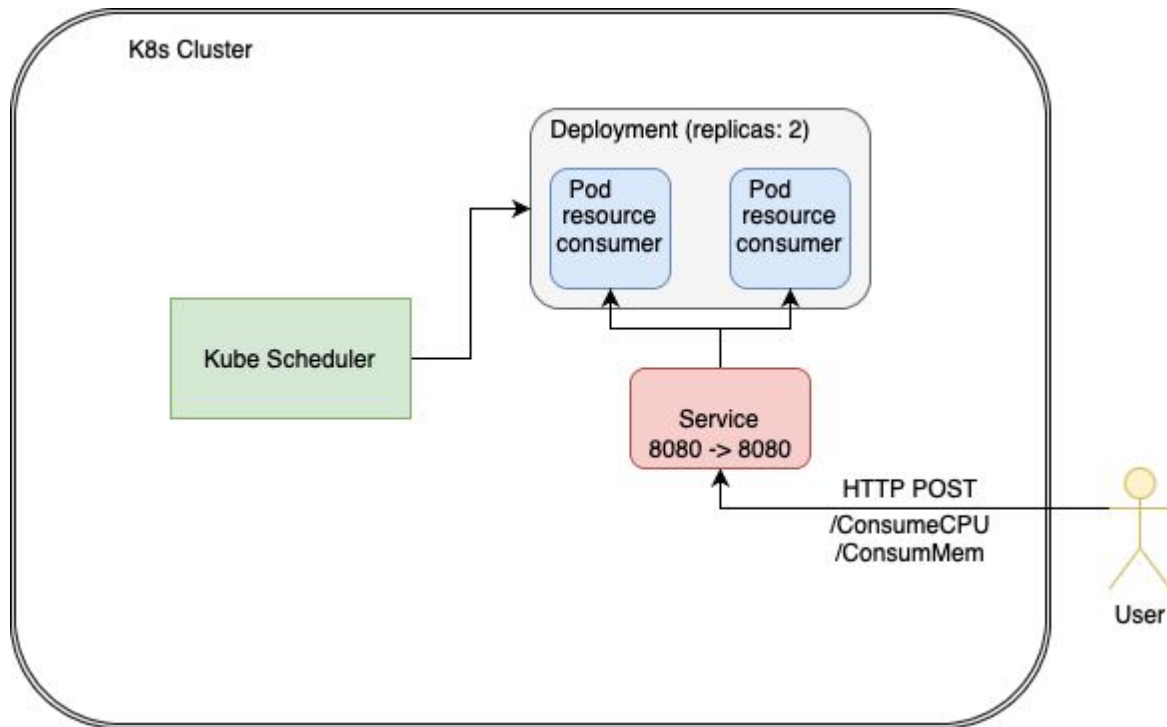 K8s Cluster
Deployment (replicas: 2)
Pod
resource
consumer
Pod
resource
consumer
Kube Scheduler
Service
8080 -> 8080
HTTP POST
/ConsumeCPU
/ConsumMem
User